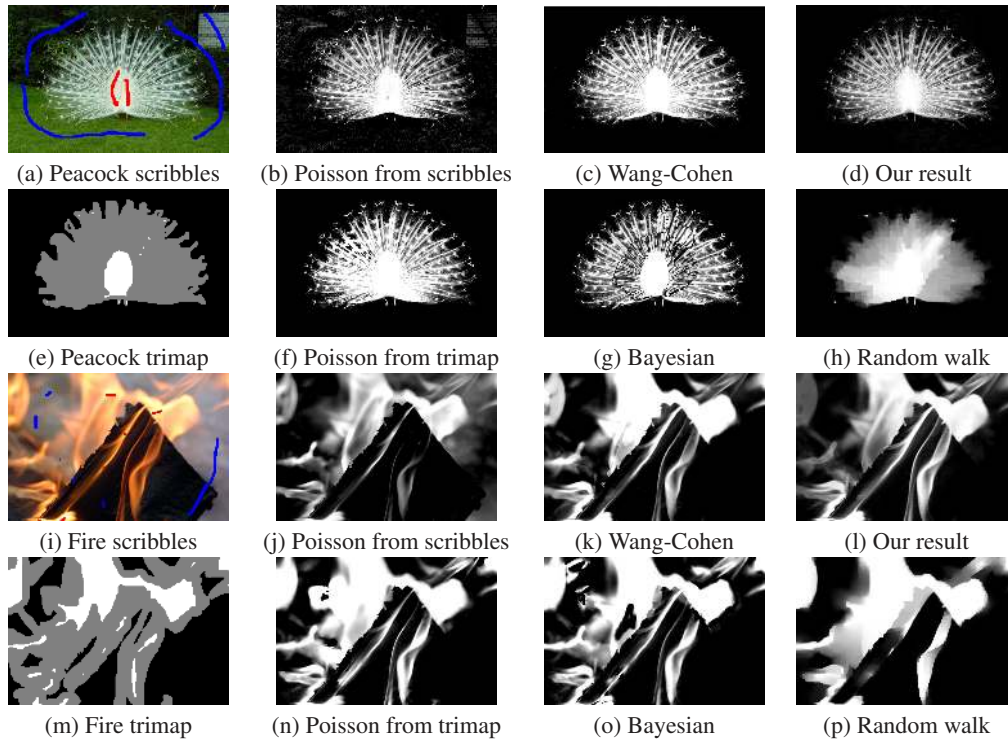 (a) Peacock scribbles
(b) Poisson from scribbles
(c) Wang-Cohen
(d) Our result
(e) Peacock trimap
(f) Poisson from trimap
(g) Bayesian
(h) Random walk
(i) Fire scribbles
(j) Poisson from scribbles
(k) Wang-Cohen
(l) Our result
(m) Fire trimap
(n) Poisson from trimap
(o) Bayesian
(p) Random walk